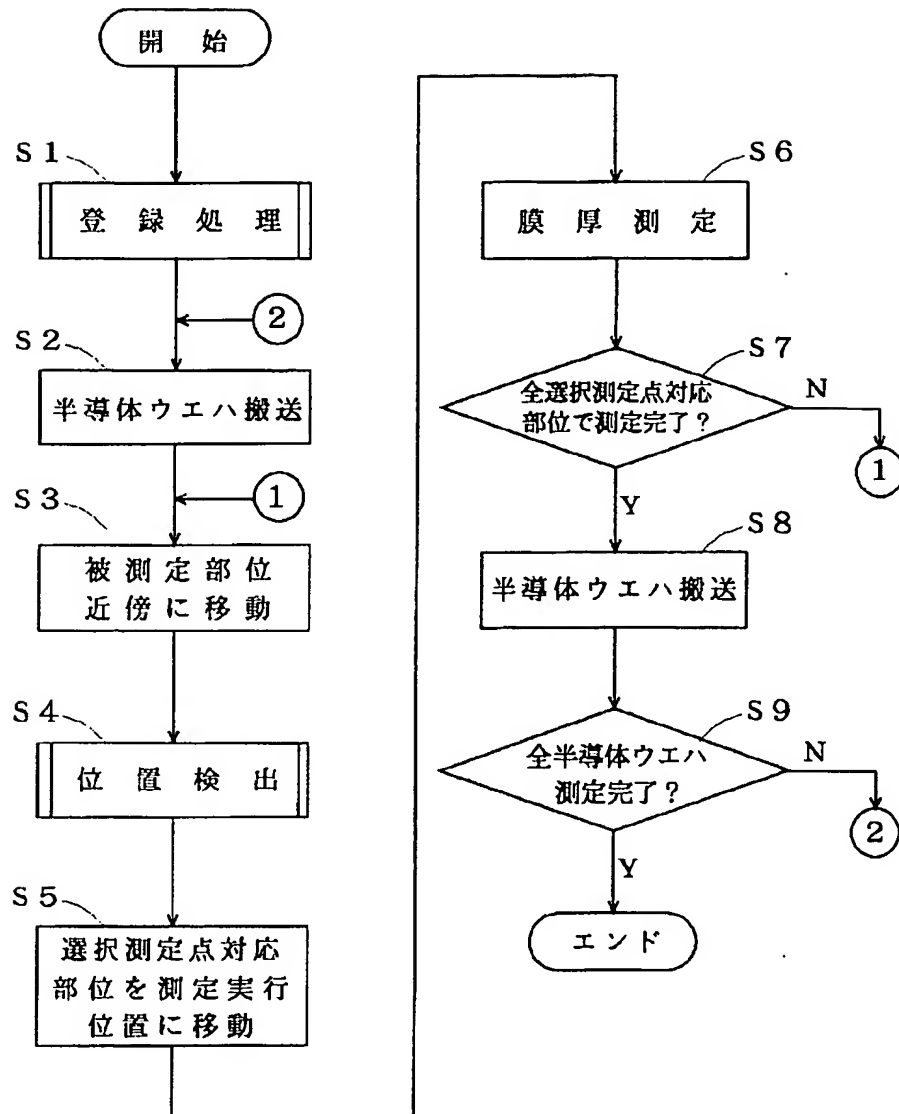 開始
S1
登録処理
②
S2
半導体ウエハ搬送
①
S3
被測定部位
近傍に移動
S4
位置検出
S5
選択測定点対応
部位を測定実行
位置に移動
S6
膜厚測定
S7
全選択測定点対応
部位で測定完了?
N
①
Y
S8
半導体ウエハ搬送
S9
全半導体ウエハ
測定完了?
N
②
Y
エンド